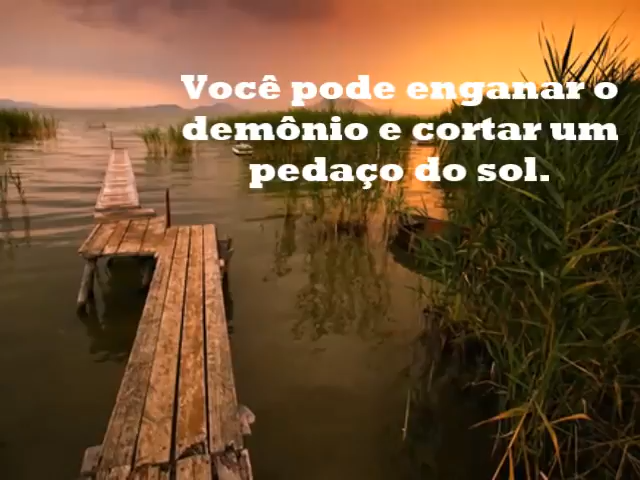 Você pode enganar o
demônio e cortar um
pedaço do sol.